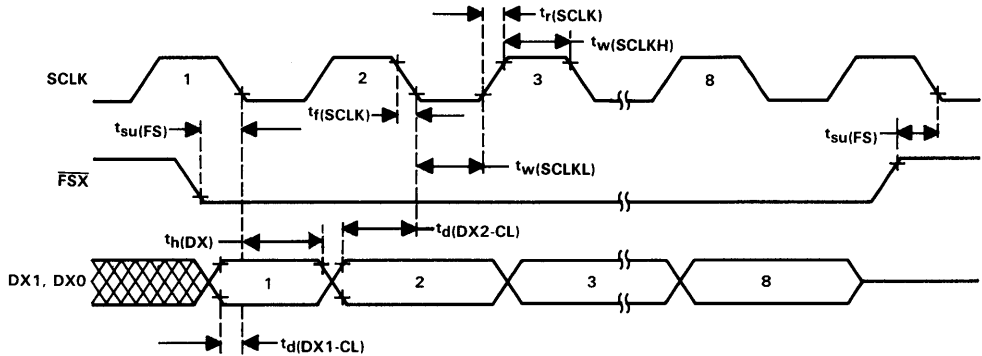 tr(SCLK)
tw(SCLKH)
SCLK 1 2 3 8
tf(SCLK)
tsu(FS) tsu(FS)
tw(SCLKL)
FSX
th(DX) td(DX2-CL)
DX1, DX0 1 2 3 8
td(DX1-CL)